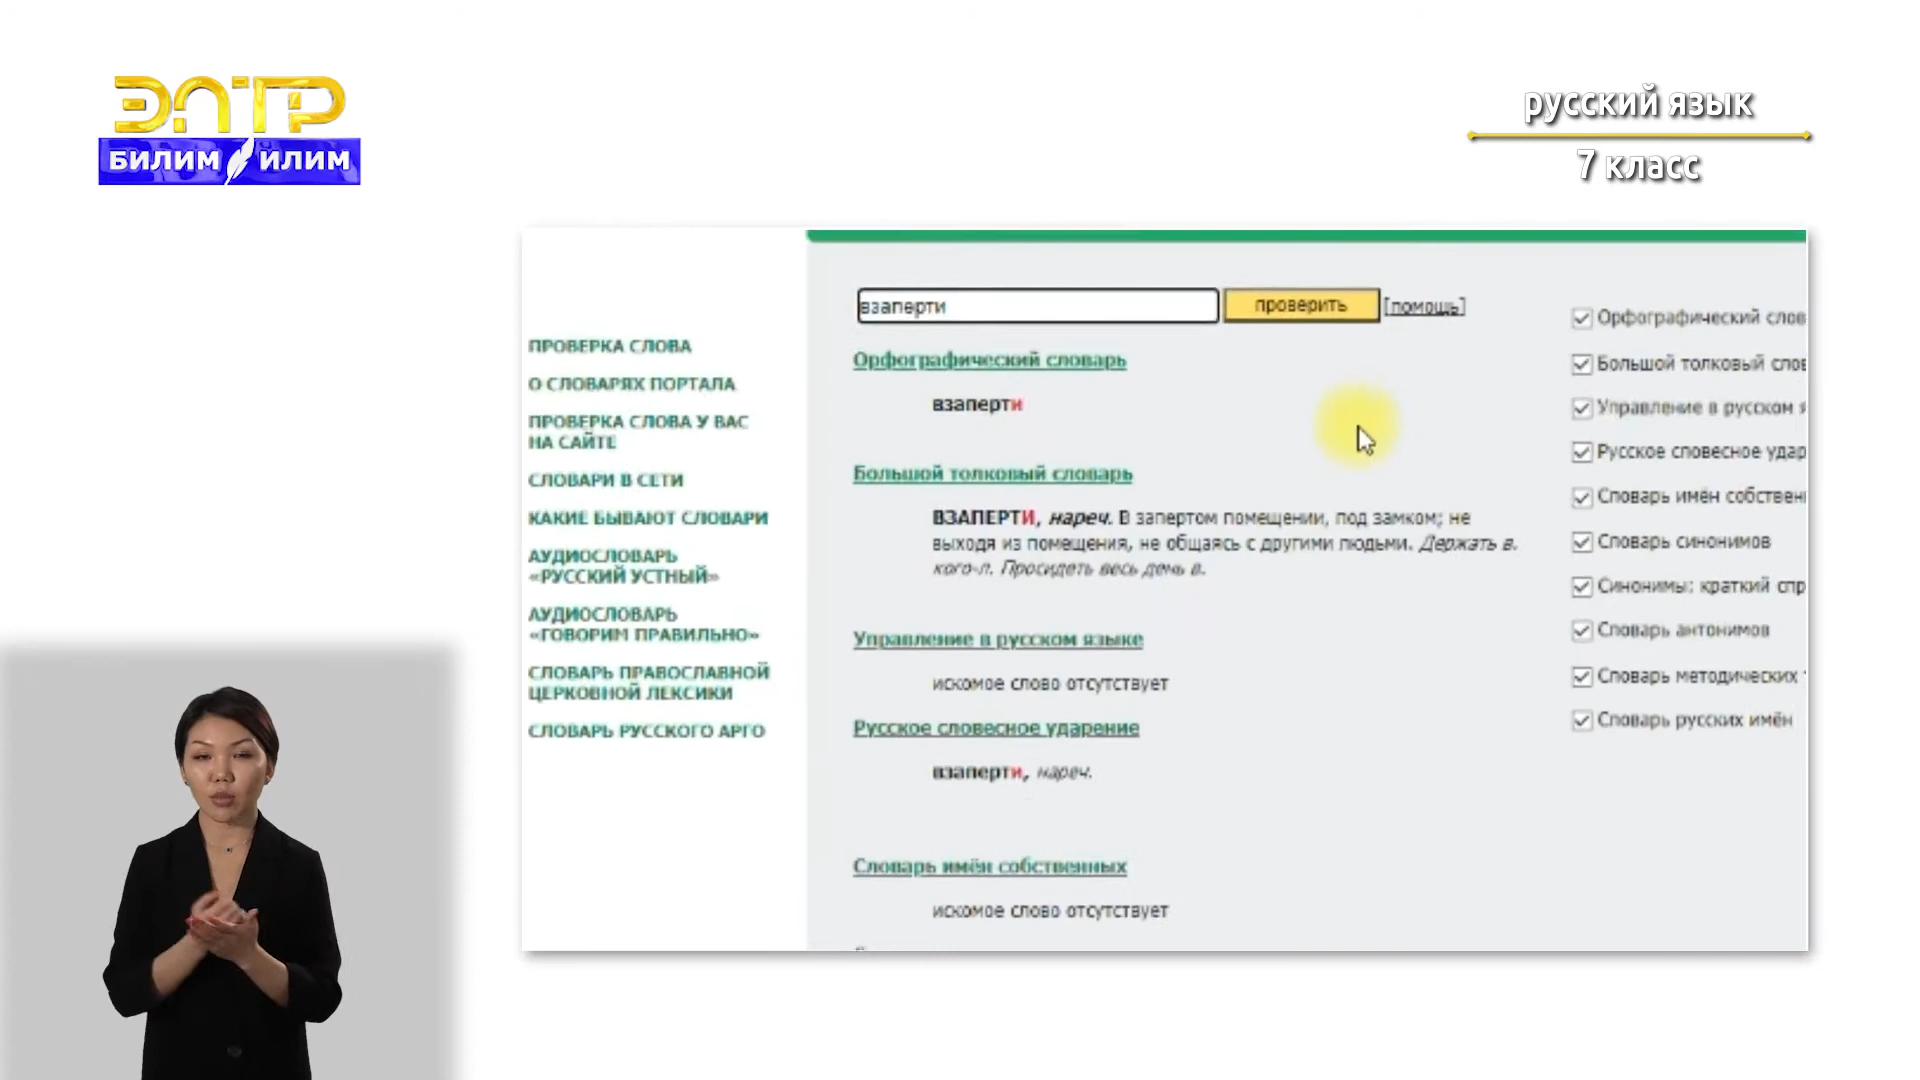 ЭЛТР
БИЛИМ ИЛИМ
русский язык
7 класс
ПРОВЕРКА СЛОВА
О СЛОВАРЯХ ПОРТАЛА
ПРОВЕРКА СЛОВА У ВАС
НА САЙТЕ
СЛОВАРИ В СЕТИ
КАКИЕ БЫВАЮТ СЛОВАРИ
АУДИОСЛОВАРЬ
«РУССКИЙ УСТНЫЙ»
АУДИОСЛОВАРЬ
«ГОВОРИМ ПРАВИЛЬНО»
СЛОВАРЬ ПРАВОСЛАВНОЙ
ЦЕРКОВНОЙ ЛЕКСИКИ
СЛОВАРЬ РУССКОГО АРГО
взаперти проверить [помощь]
Орфографический словарь
взаперти
Большой толковый словарь
ВЗАПЕРТИ, нареч. В запертом помещении, под замком; не
выходя из помещения, не общаясь с другими людьми. Держать в.
кого-л. Просидеть весь день в.
Управление в русском языке
искомое слово отсутствует
Русское словесное ударение
взаперти, нареч.
Словарь имён собственных
искомое слово отсутствует
Орфографический слов
Большой толковый слов
Управление в русском я
Русское словесное удар
Словарь имён собствен
Словарь синонимов
Синонимы: краткий спр
Словарь антонимов
Словарь методических
Словарь русских имён